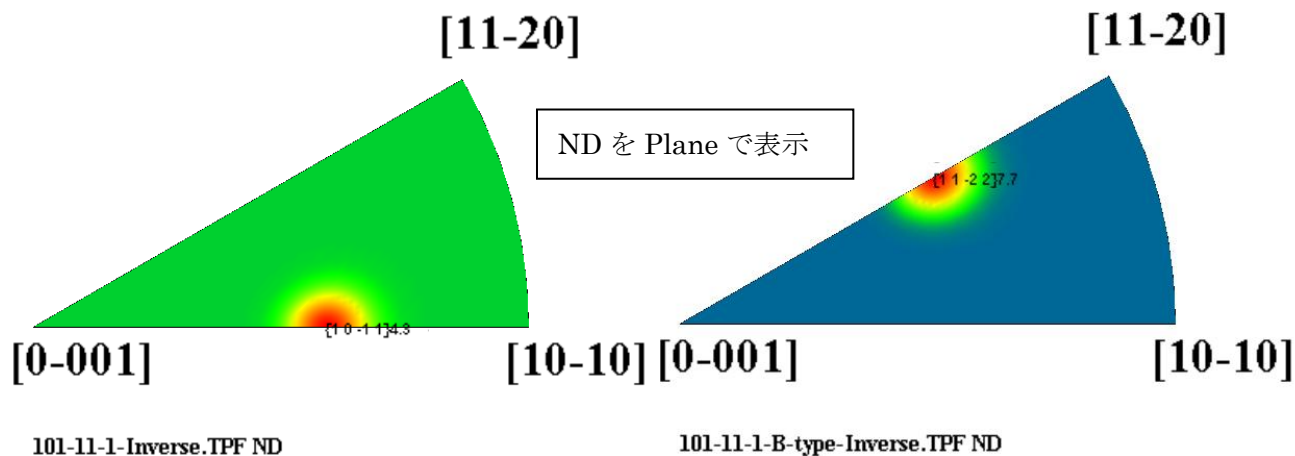 [11-20]
[11-20]
ND を Plane で表示
{1 1 -2 2}7.7
{1 0 -1 1}4.3
[0-001]
[10-10]
[0-001]
[10-10]
101-11-1-Inverse.TPF ND
101-11-1-B-type-Inverse.TPF ND